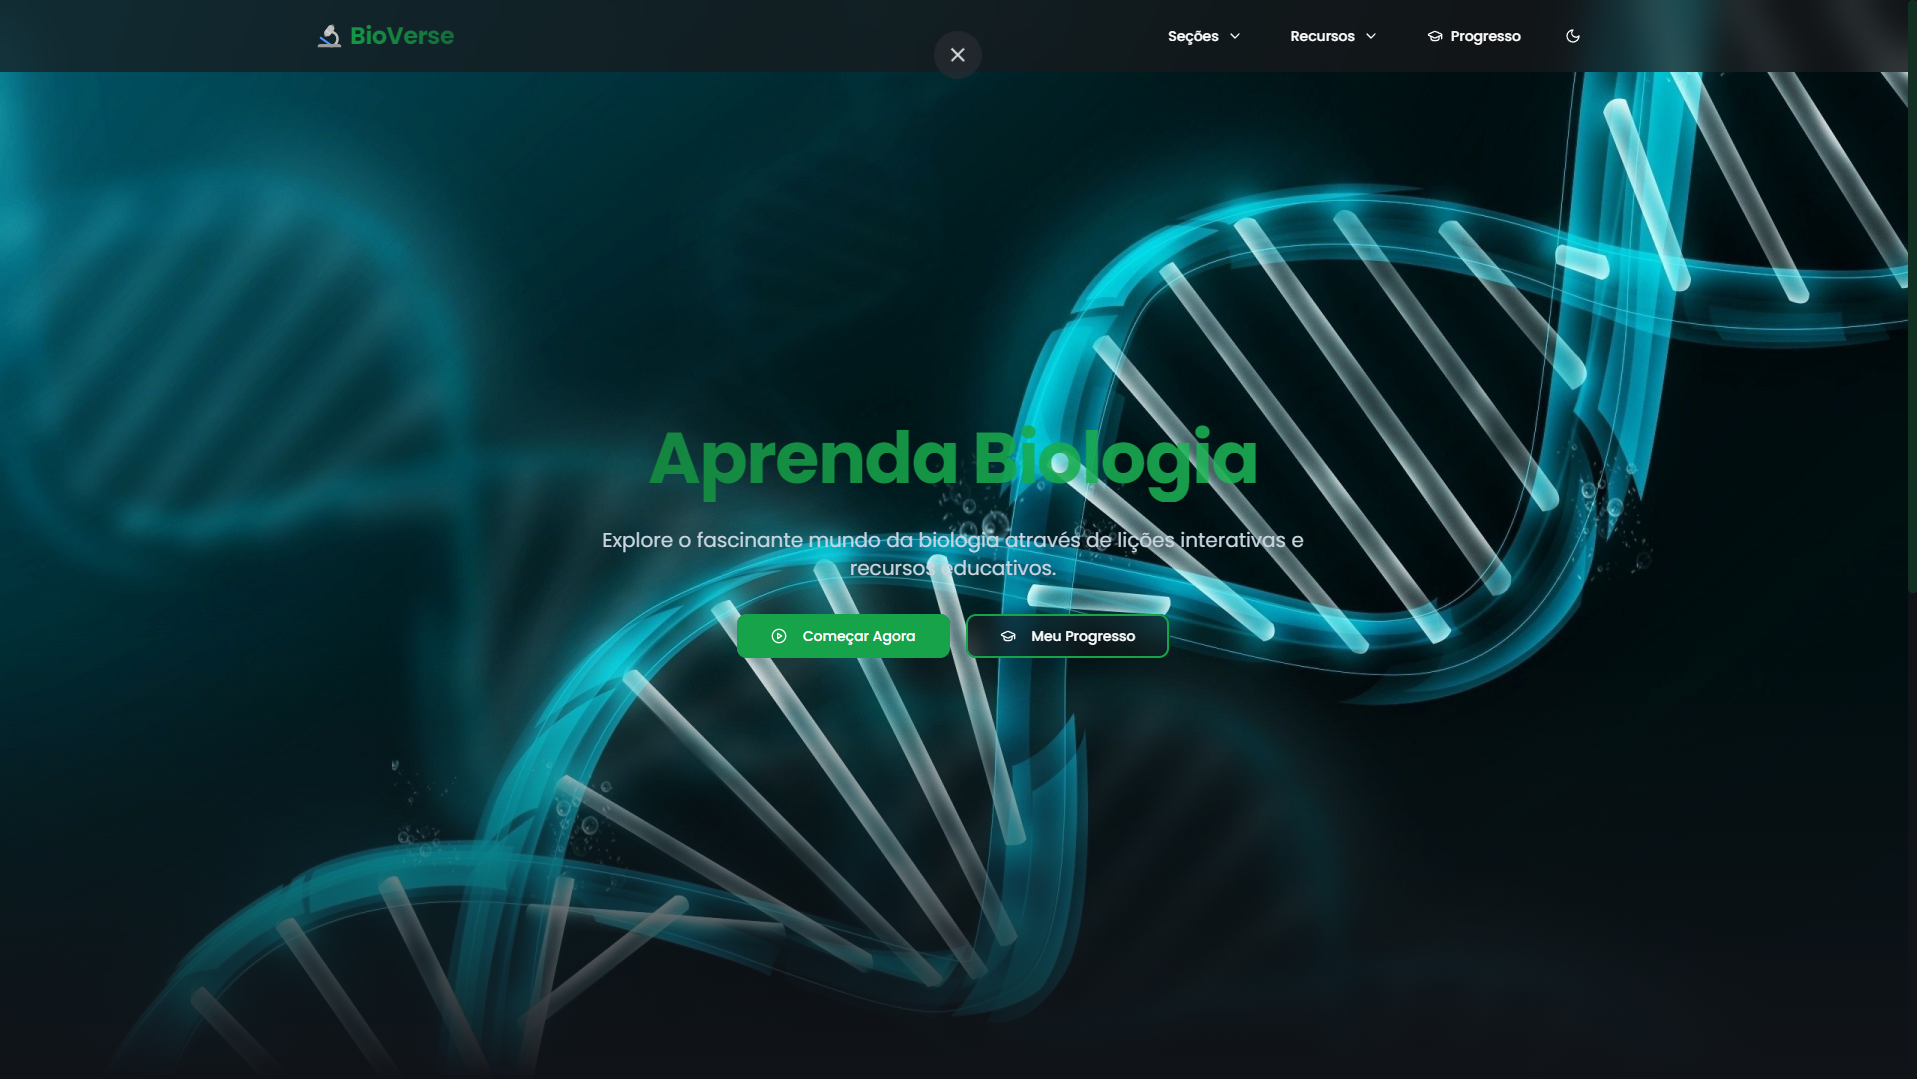 BioVerse
Seções
Recursos
Progresso
Aprenda Biologia
Explore o fascinante mundo da biologia através de lições interativas e
recursos educativos.
Começar Agora
Meu Progresso